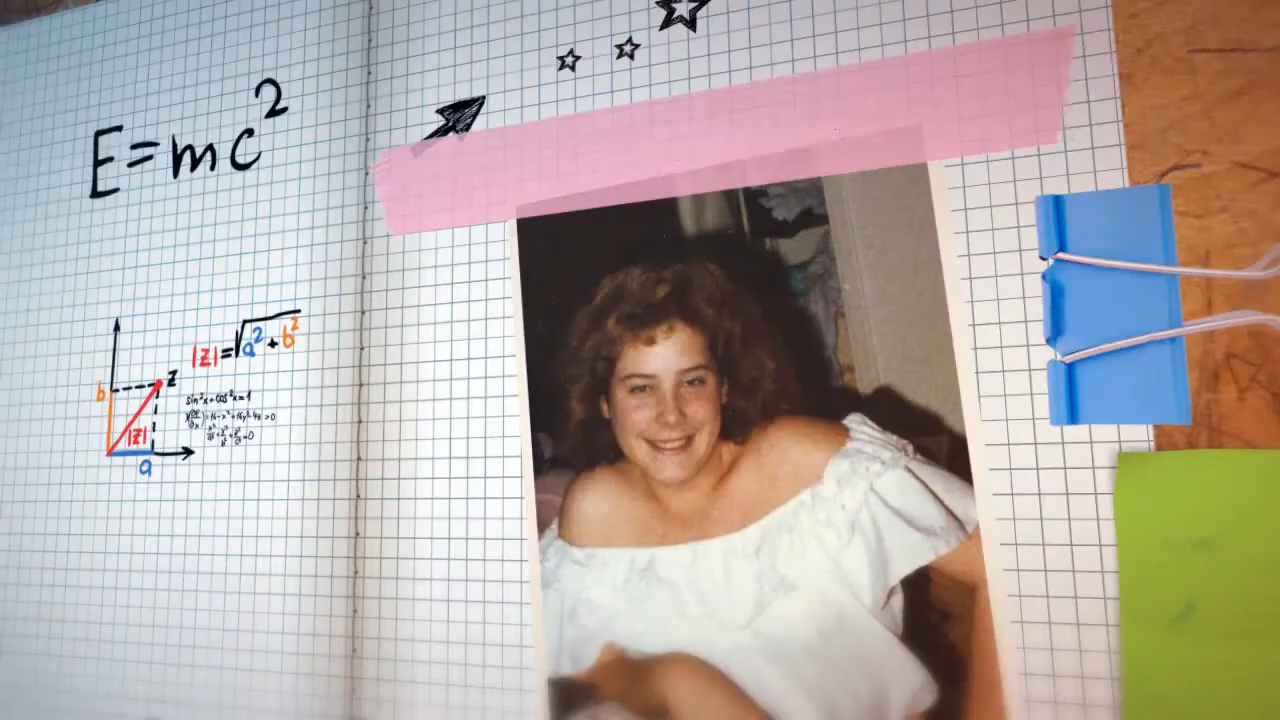 E=mc²
|z|=√a²+b²
b
z
|z|
a
sin²x+cos²x=1